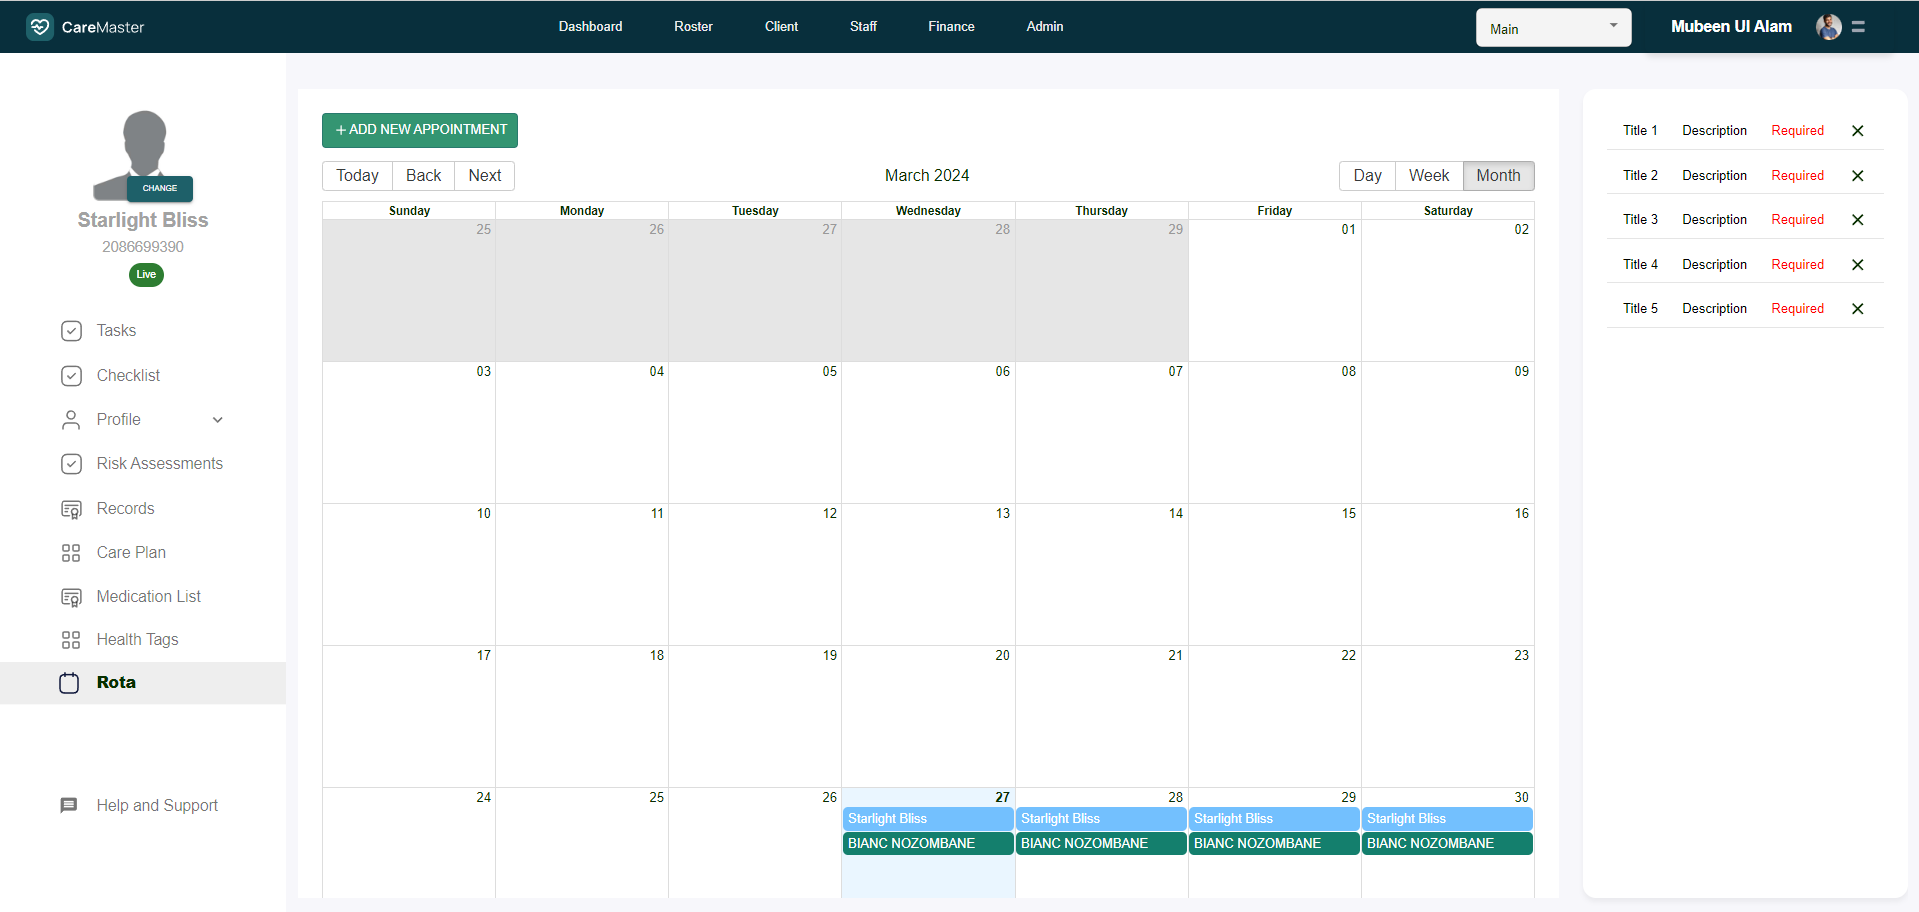 CareMaster
Dashboard Roster Client Staff Finance Admin
Main
Mubeen Ul Alam
CHANGE
Starlight Bliss
2086699390
Live
Tasks
Checklist
Profile
Risk Assessments
Records
Care Plan
Medication List
Health Tags
Rota
Help and Support
+ ADD NEW APPOINTMENT
Today Back Next
March 2024
Day Week Month
Sunday Monday Tuesday Wednesday Thursday Friday Saturday
25 26 27 28 29 01 02
03 04 05 06 07 08 09
10 11 12 13 14 15 16
17 18 19 20 21 22 23
24 25 26 27 28 29 30
Starlight Bliss Starlight Bliss Starlight Bliss Starlight Bliss
BIANC NOZOMBANE BIANC NOZOMBANE BIANC NOZOMBANE BIANC NOZOMBANE
Title 1 Description Required
Title 2 Description Required
Title 3 Description Required
Title 4 Description Required
Title 5 Description Required